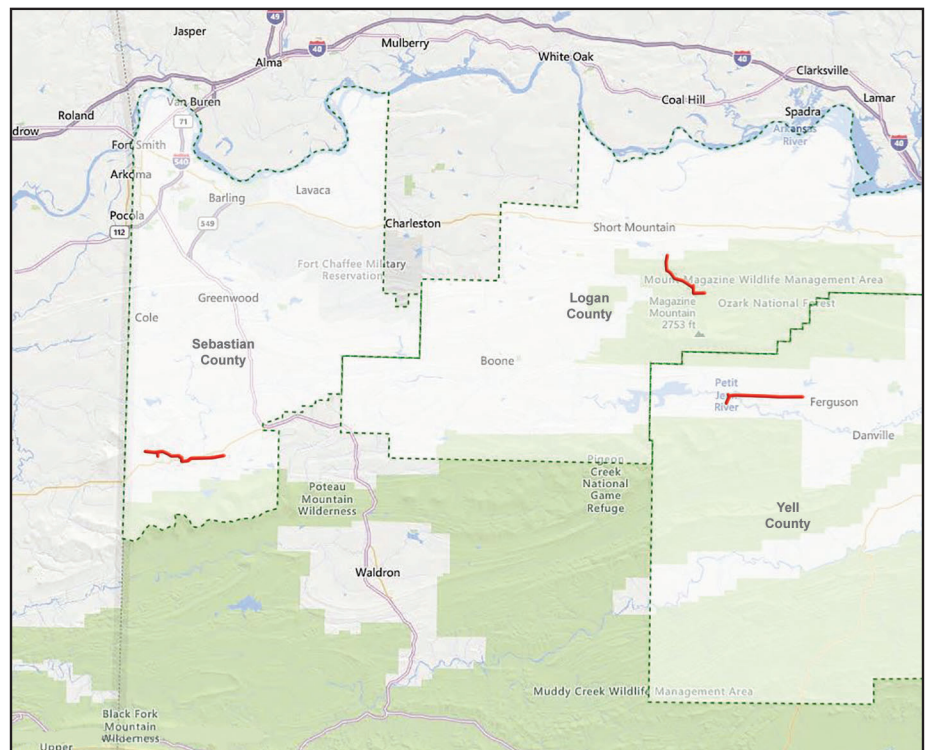 Jasper
49
40
Mulberry
Alma
White Oak
40
Clarksville
Coal Hill
Lamar
Van Buren
Roland
Spadra
71
drow
Arkansas
River
40
Fort Smith
540
Arkoma
Lavaca
Barling
Pocola
549
Charleston
112
Short Mountain
Fort Chaffee Military
Reservation
Mount Magazine Wildlife Management Area
Greenwood
Logan
County
Magazine
Mountain
2753 ft
Ozark National Forest
Cole
Sebastian
County
Boone
Petit
Jean
River
Ferguson
Danville
Pigeon
Creek
National
Game
Refuge
Poteau
Mountain
Wilderness
Yell
County
Waldron
Muddy Creek Wildlife Management Area
Black Fork
Mountain
Wilderness
Upper